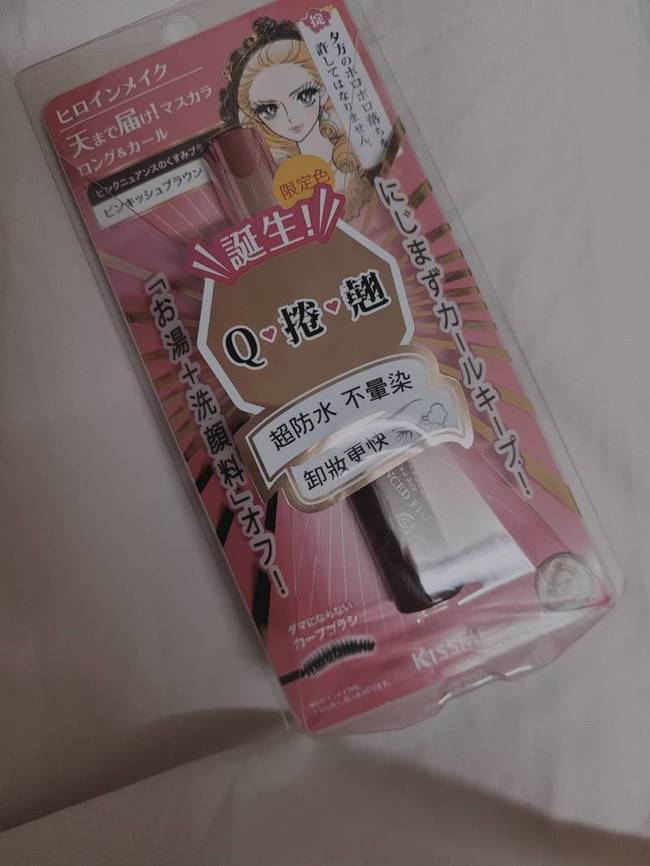 ヒロインメイク
天まで届け!マスカラ
ロング&カール
ピンクニュアンスのくすみブラ
ピンキッシュブラウン
掟
夕方のポロポロ落ちを
許してはなりません。
限定色
誕生!
Q♥捲♥翹
超防水 不暈染
卸妝更快
にじまずカールキープ!
「お湯+洗顔料」オフ!
ダマにならない
カーブブラシ
KISSM